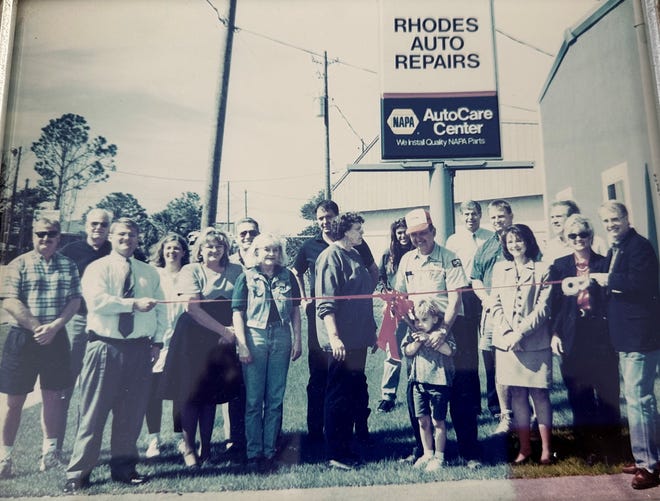 RHODES
AUTO
REPAIRS
NAPA
AutoCare
Center
We Install Quality NAPA Parts